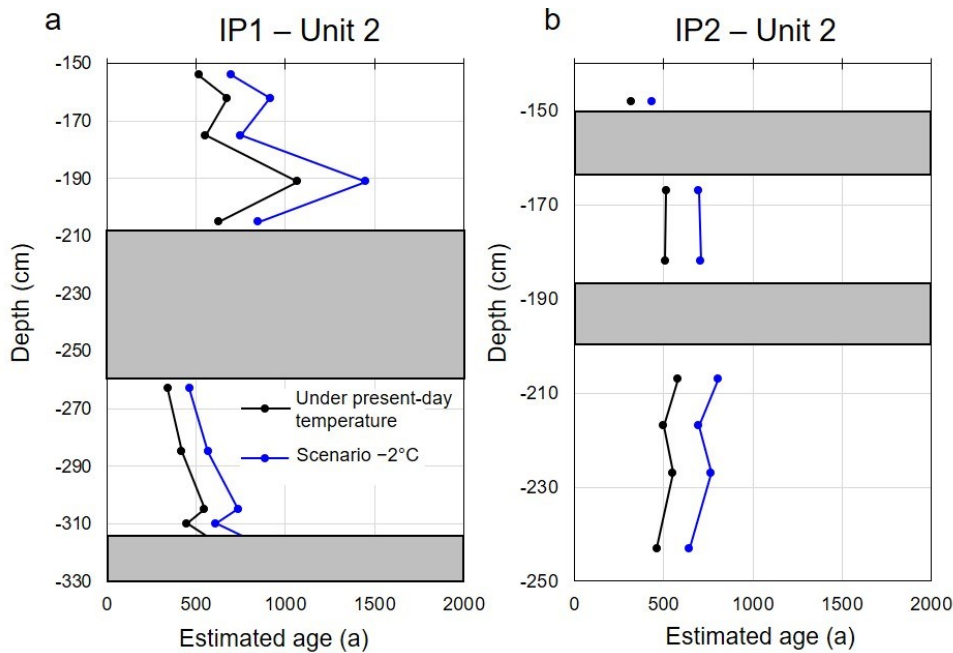 a
IP1 – Unit 2
-150
-170
-190
-210
-230
-250
-270
-290
-310
-330
Depth (cm)
Under present-day
temperature
Scenario −2°C
0 500 1000 1500 2000
Estimated age (a)
b
IP2 – Unit 2
-150
-170
-190
-210
-230
-250
Depth (cm)
0 500 1000 1500 2000
Estimated age (a)